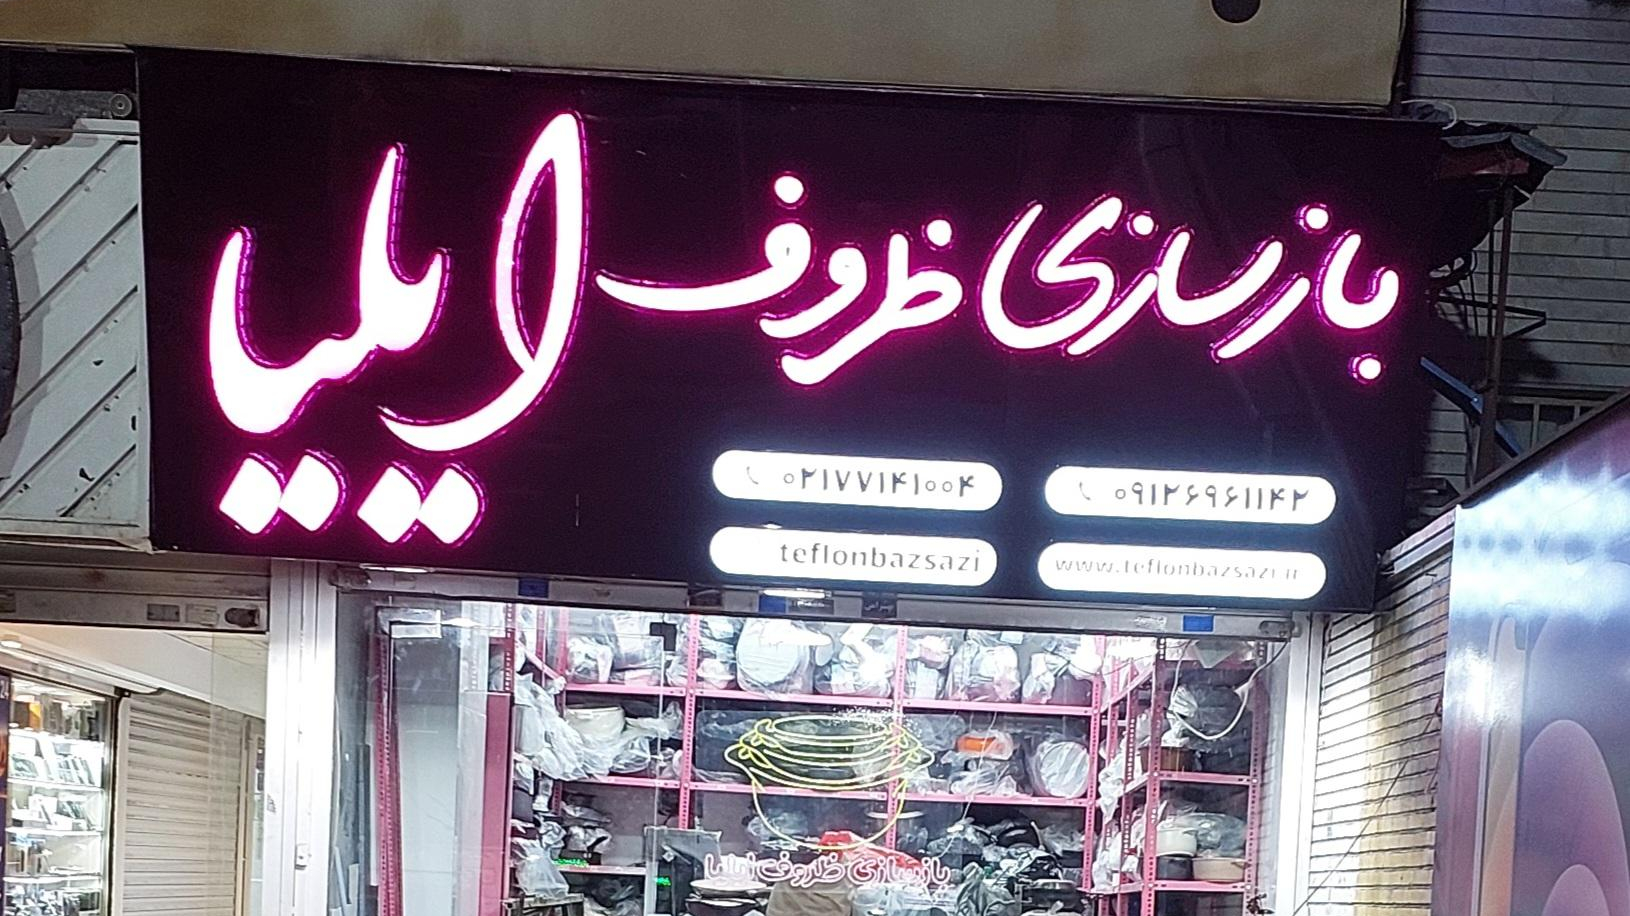 بازسازی ظروف ایلیا
۰۹۱۲۶۹۶۱۱۴۲
۰۲۱۷۷۱۴۱۰۰۴
www.teflonbazsazi.ir
teflonbazsazi
بازسازی ظروف ایلیا